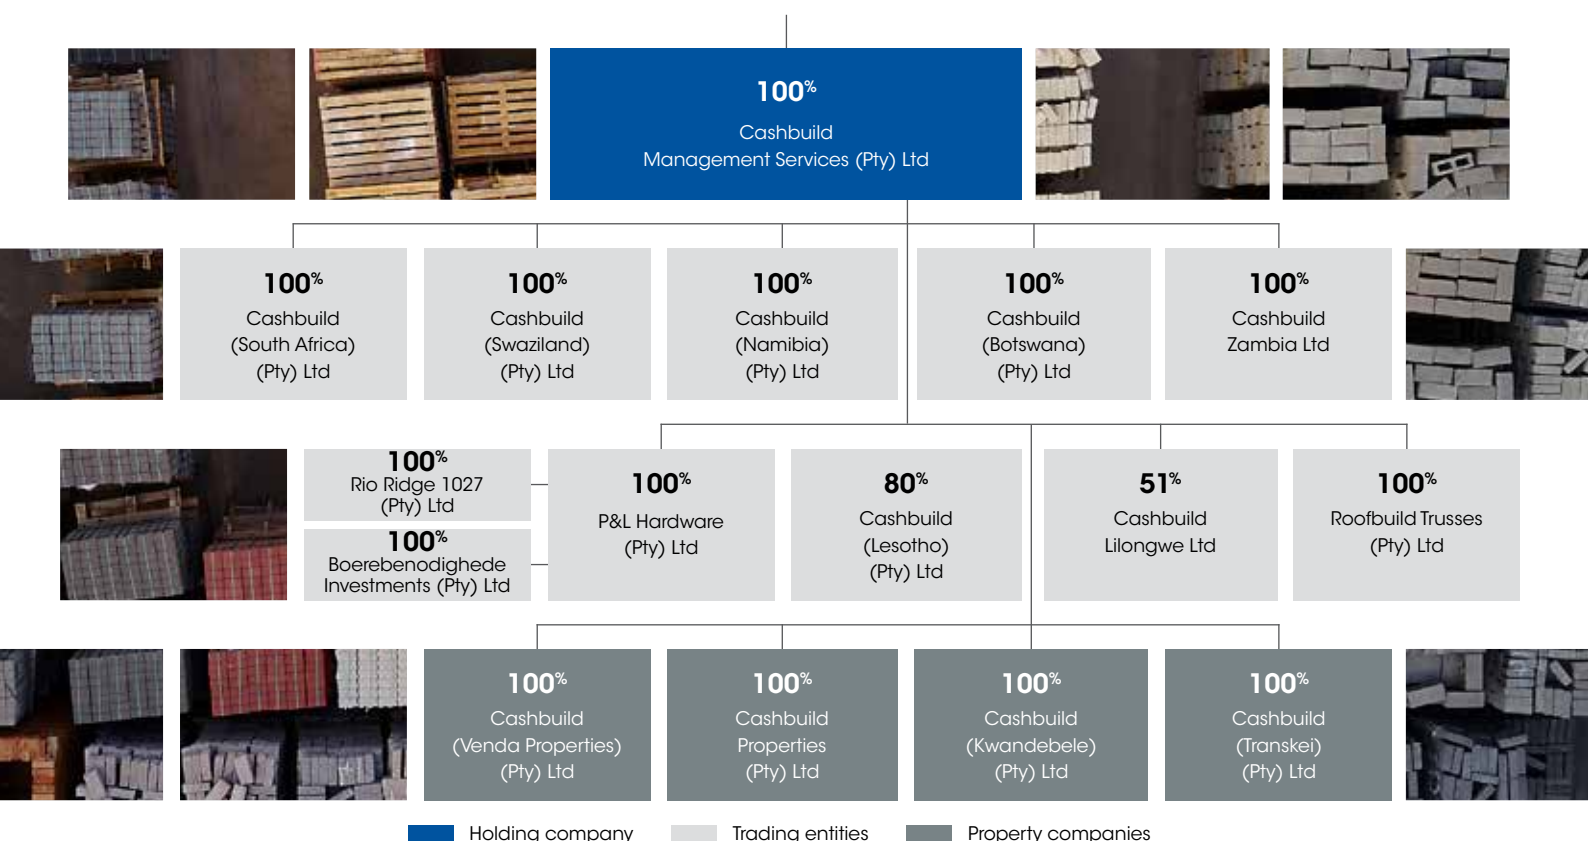 100%
Cashbuild
Management Services (Pty) Ltd
100%
Cashbuild
(South Africa)
(Pty) Ltd
100%
Cashbuild
(Swaziland)
(Pty) Ltd
100%
Cashbuild
(Namibia)
(Pty) Ltd
100%
Cashbuild
(Botswana)
(Pty) Ltd
100%
Cashbuild
Zambia Ltd
100%
Rio Ridge 1027
(Pty) Ltd
100%
Boerebenodighede
Investments (Pty) Ltd
100%
P&L Hardware
(Pty) Ltd
80%
Cashbuild
(Lesotho)
(Pty) Ltd
51%
Cashbuild
Lilongwe Ltd
100%
Roofbuild Trusses
(Pty) Ltd
100%
Cashbuild
(Venda Properties)
(Pty) Ltd
100%
Cashbuild
Properties
(Pty) Ltd
100%
Cashbuild
(Kwandebele)
(Pty) Ltd
100%
Cashbuild
(Transkei)
(Pty) Ltd
Holding company
Trading entities
Property companies